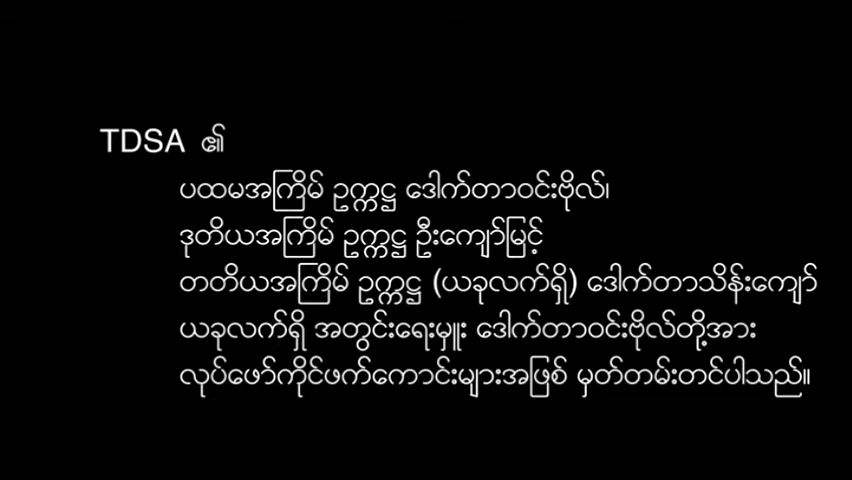 TDSA ၏
ပထမအကြိမ် ဥက္ကဋ္ဌ ဒေါက်တာဝင်းဗိုလ်၊
ဒုတိယအကြိမ် ဥက္ကဋ္ဌ ဦးကျော်မြင့်
တတိယအကြိမ် ဥက္ကဋ္ဌ (ယခုလက်ရှိ) ဒေါက်တာသိန်းကျော်
ယခုလက်ရှိ အတွင်းရေးမှူး ဒေါက်တာဝင်းဗိုလ်တို့အား
လုပ်ဖော်ကိုင်ဖက်ကောင်းများအဖြစ် မှတ်တမ်းတင်ပါသည်။